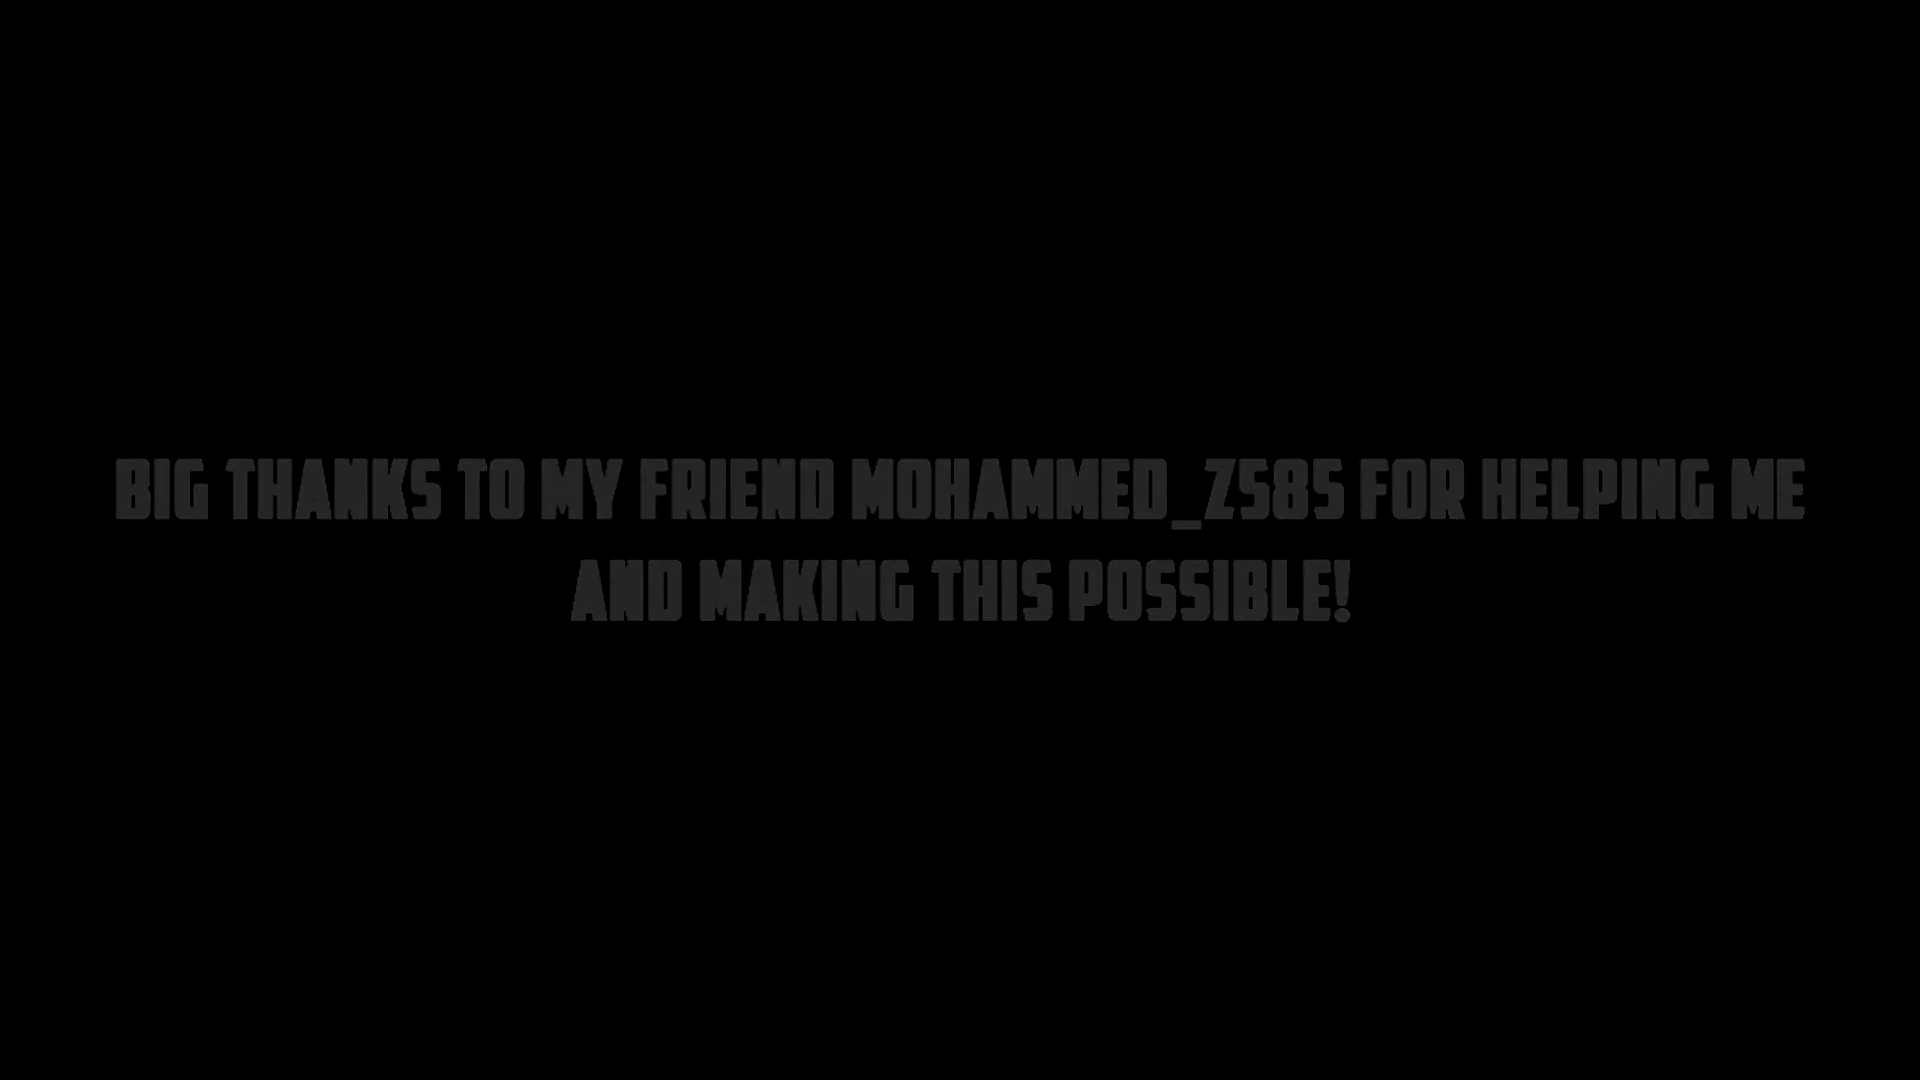 BIG THANKS TO MY FRIEND MOHAMMED_Z585 FOR HELPING ME
AND MAKING THIS POSSIBLE!